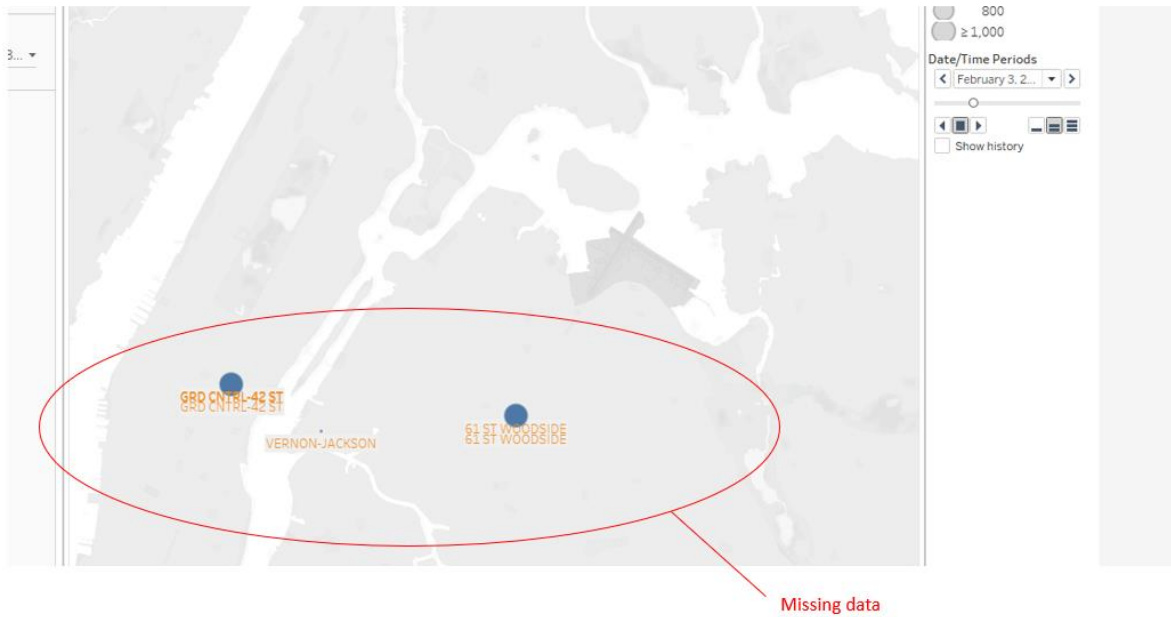 B...
800
≥ 1,000
Date/Time Periods
February 3, 2...
Show history
GRD CNTRL-42 ST
GRD CNTRL-42 ST
VERNON-JACKSON
61 ST WOODSIDE
61 ST WOODSIDE
Missing data